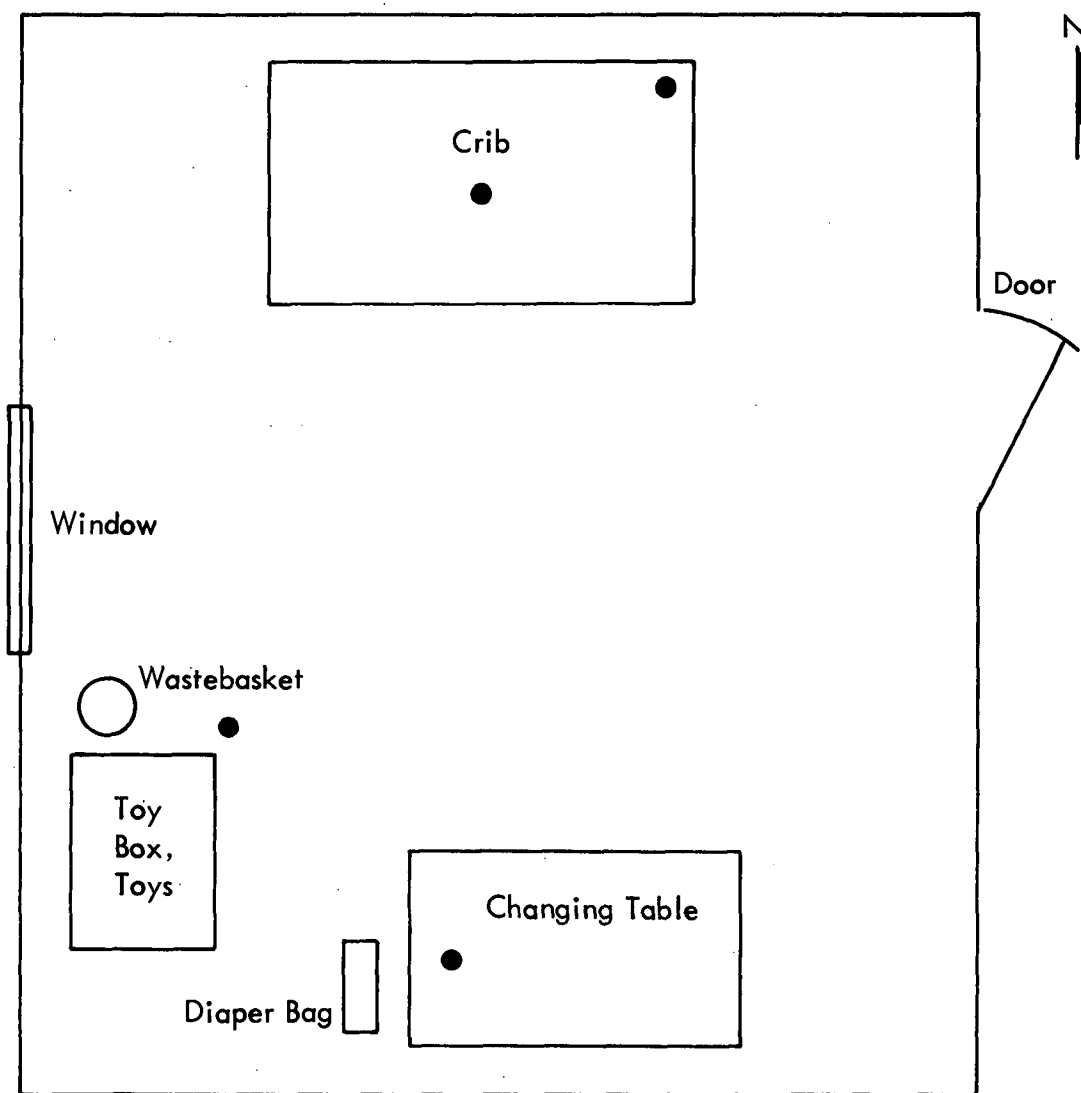 N
Crib
Door
Window
Wastebasket
Toy
Box,
Toys
Changing Table
Diaper Bag